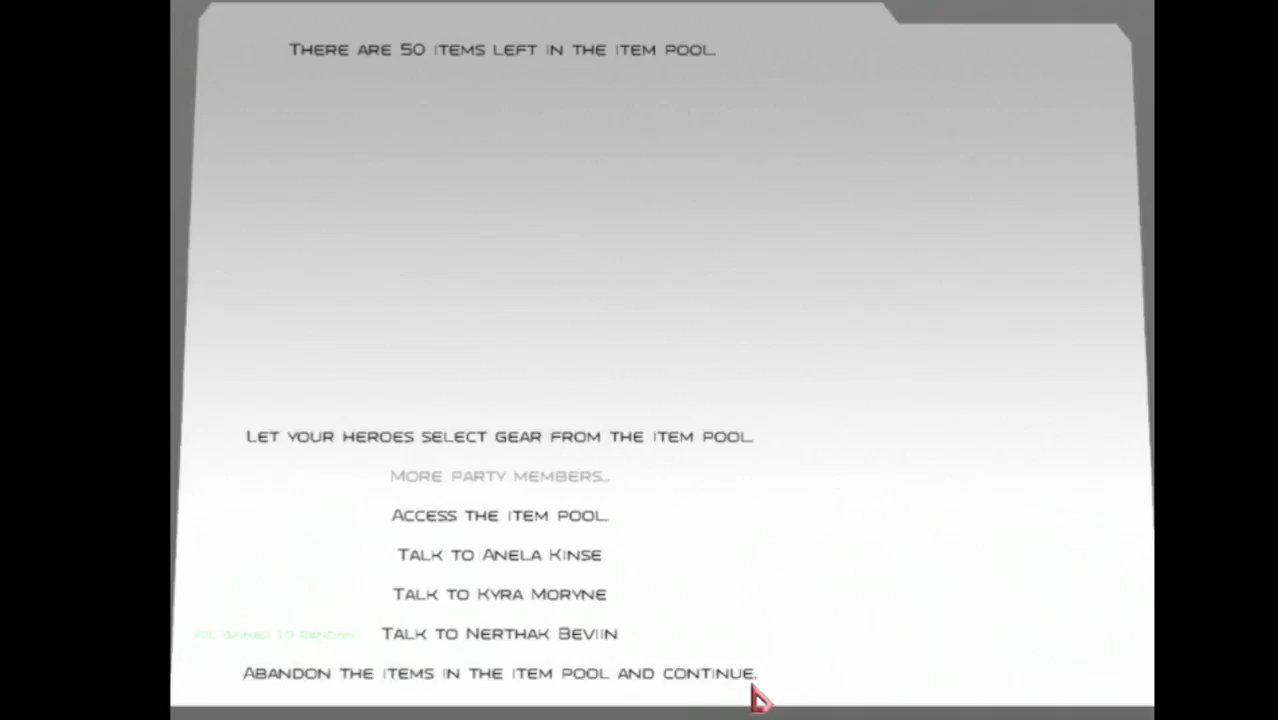 There are 50 items left in the item pool.
Let your heroes select gear from the item pool.
More party members...
Access the item pool.
Talk to Anela Kinse
Talk to Kyra Moryne
Talk to Nerthak Beviin
Abandon the items in the item pool and continue.